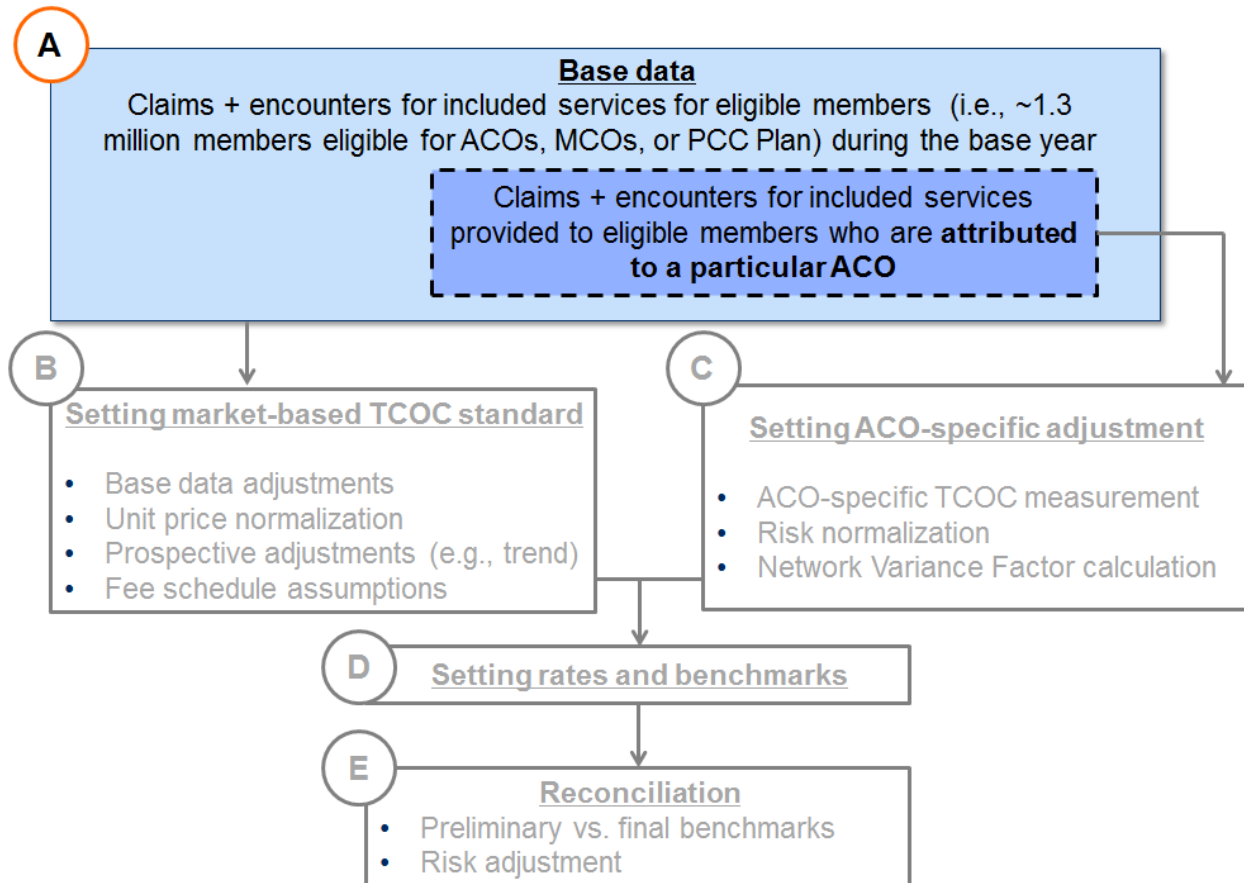 A
Base data
Claims + encounters for included services for eligible members (i.e., ~1.3
million members eligible for ACOs, MCOs, or PCC Plan) during the base year
Claims + encounters for included services
provided to eligible members who are attributed
to a particular ACO
B
Setting market-based TCOC standard
• Base data adjustments
• Unit price normalization
• Prospective adjustments (e.g., trend)
• Fee schedule assumptions
C
Setting ACO-specific adjustment
• ACO-specific TCOC measurement
• Risk normalization
• Network Variance Factor calculation
D
Setting rates and benchmarks
E
Reconciliation
• Preliminary vs. final benchmarks
• Risk adjustment